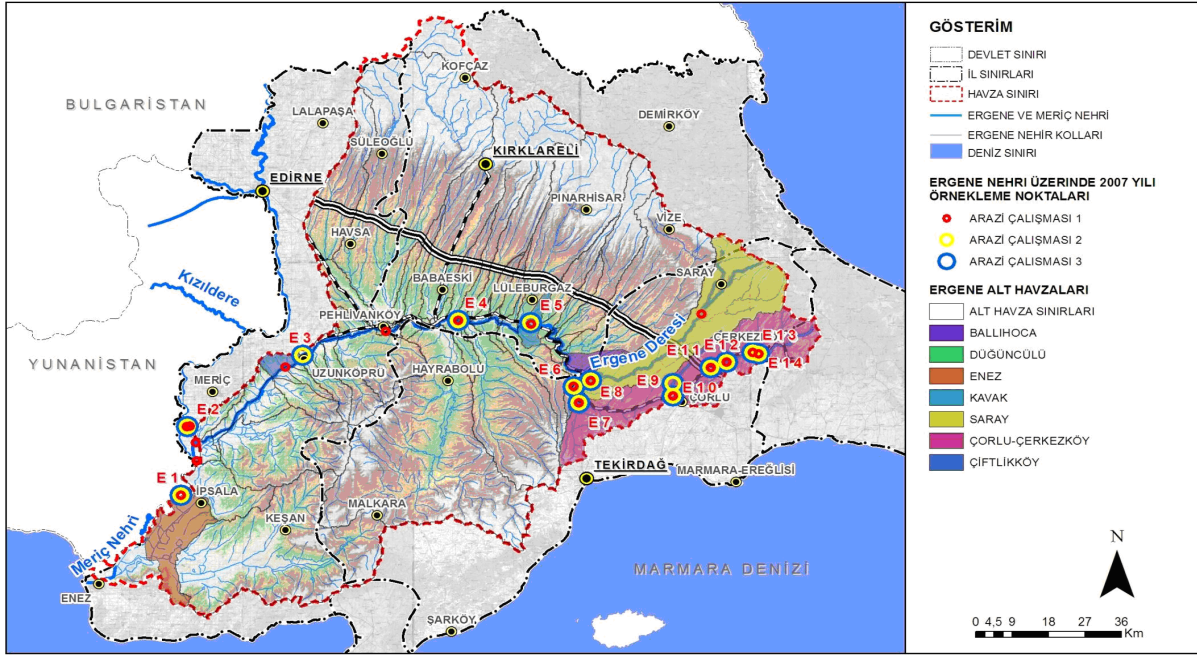 BULGARİSTAN
KOFÇAZ
LALAPAŞA
DEMİRKÖY
SÜLEOĞLU
KIRKLARELİ
EDİRNE
PINARHİSAR
VİZE
HAVSA
SARAY
BABAESKİ
LÜLEBURGAZ
Kızıldere
PEHLİVANKÖY
E 4
E 5
Ergene Deresi
E 3
E 13
E 12
E 11
E 14
YUNANİSTAN
UZUNKÖPRÜ
HAYRABOLU
MERİÇ
E 6
E 8
E 9
E 10
ÇORLU
E 7
E 2
TEKİRDAĞ
MARMARA-EREĞLİSİ
E 1
İPSALA
MALKARA
KEŞAN
Meriç Nehri
MARMARA DENİZİ
ENEZ
ŞARKÖY
GÖSTERİM
DEVLET SINIRI
İL SINIRLARI
HAVZA SINIRI
ERGENE VE MERİÇ NEHRİ
ERGENE NEHİR KOLLARI
DENİZ SINIRI
ERGENE NEHRI ÜZERINDE 2007 YILI
ÖRNEKLEME NOKTALARI
ARAZİ ÇALIŞMASI 1
ARAZİ ÇALIŞMASI 2
ARAZİ ÇALISMASI 3
ERGENE ALT HAVZALARI
ALT HAVZA SINIRLARI
BALLIHOCA
DÜĞÜNCÜLÜ
ENEZ
KAVAK
SARAY
ÇORLU-ÇERKEZKÖY
ÇİFTLİKKÖY
N
0 4,5 9 18 27 36
Km